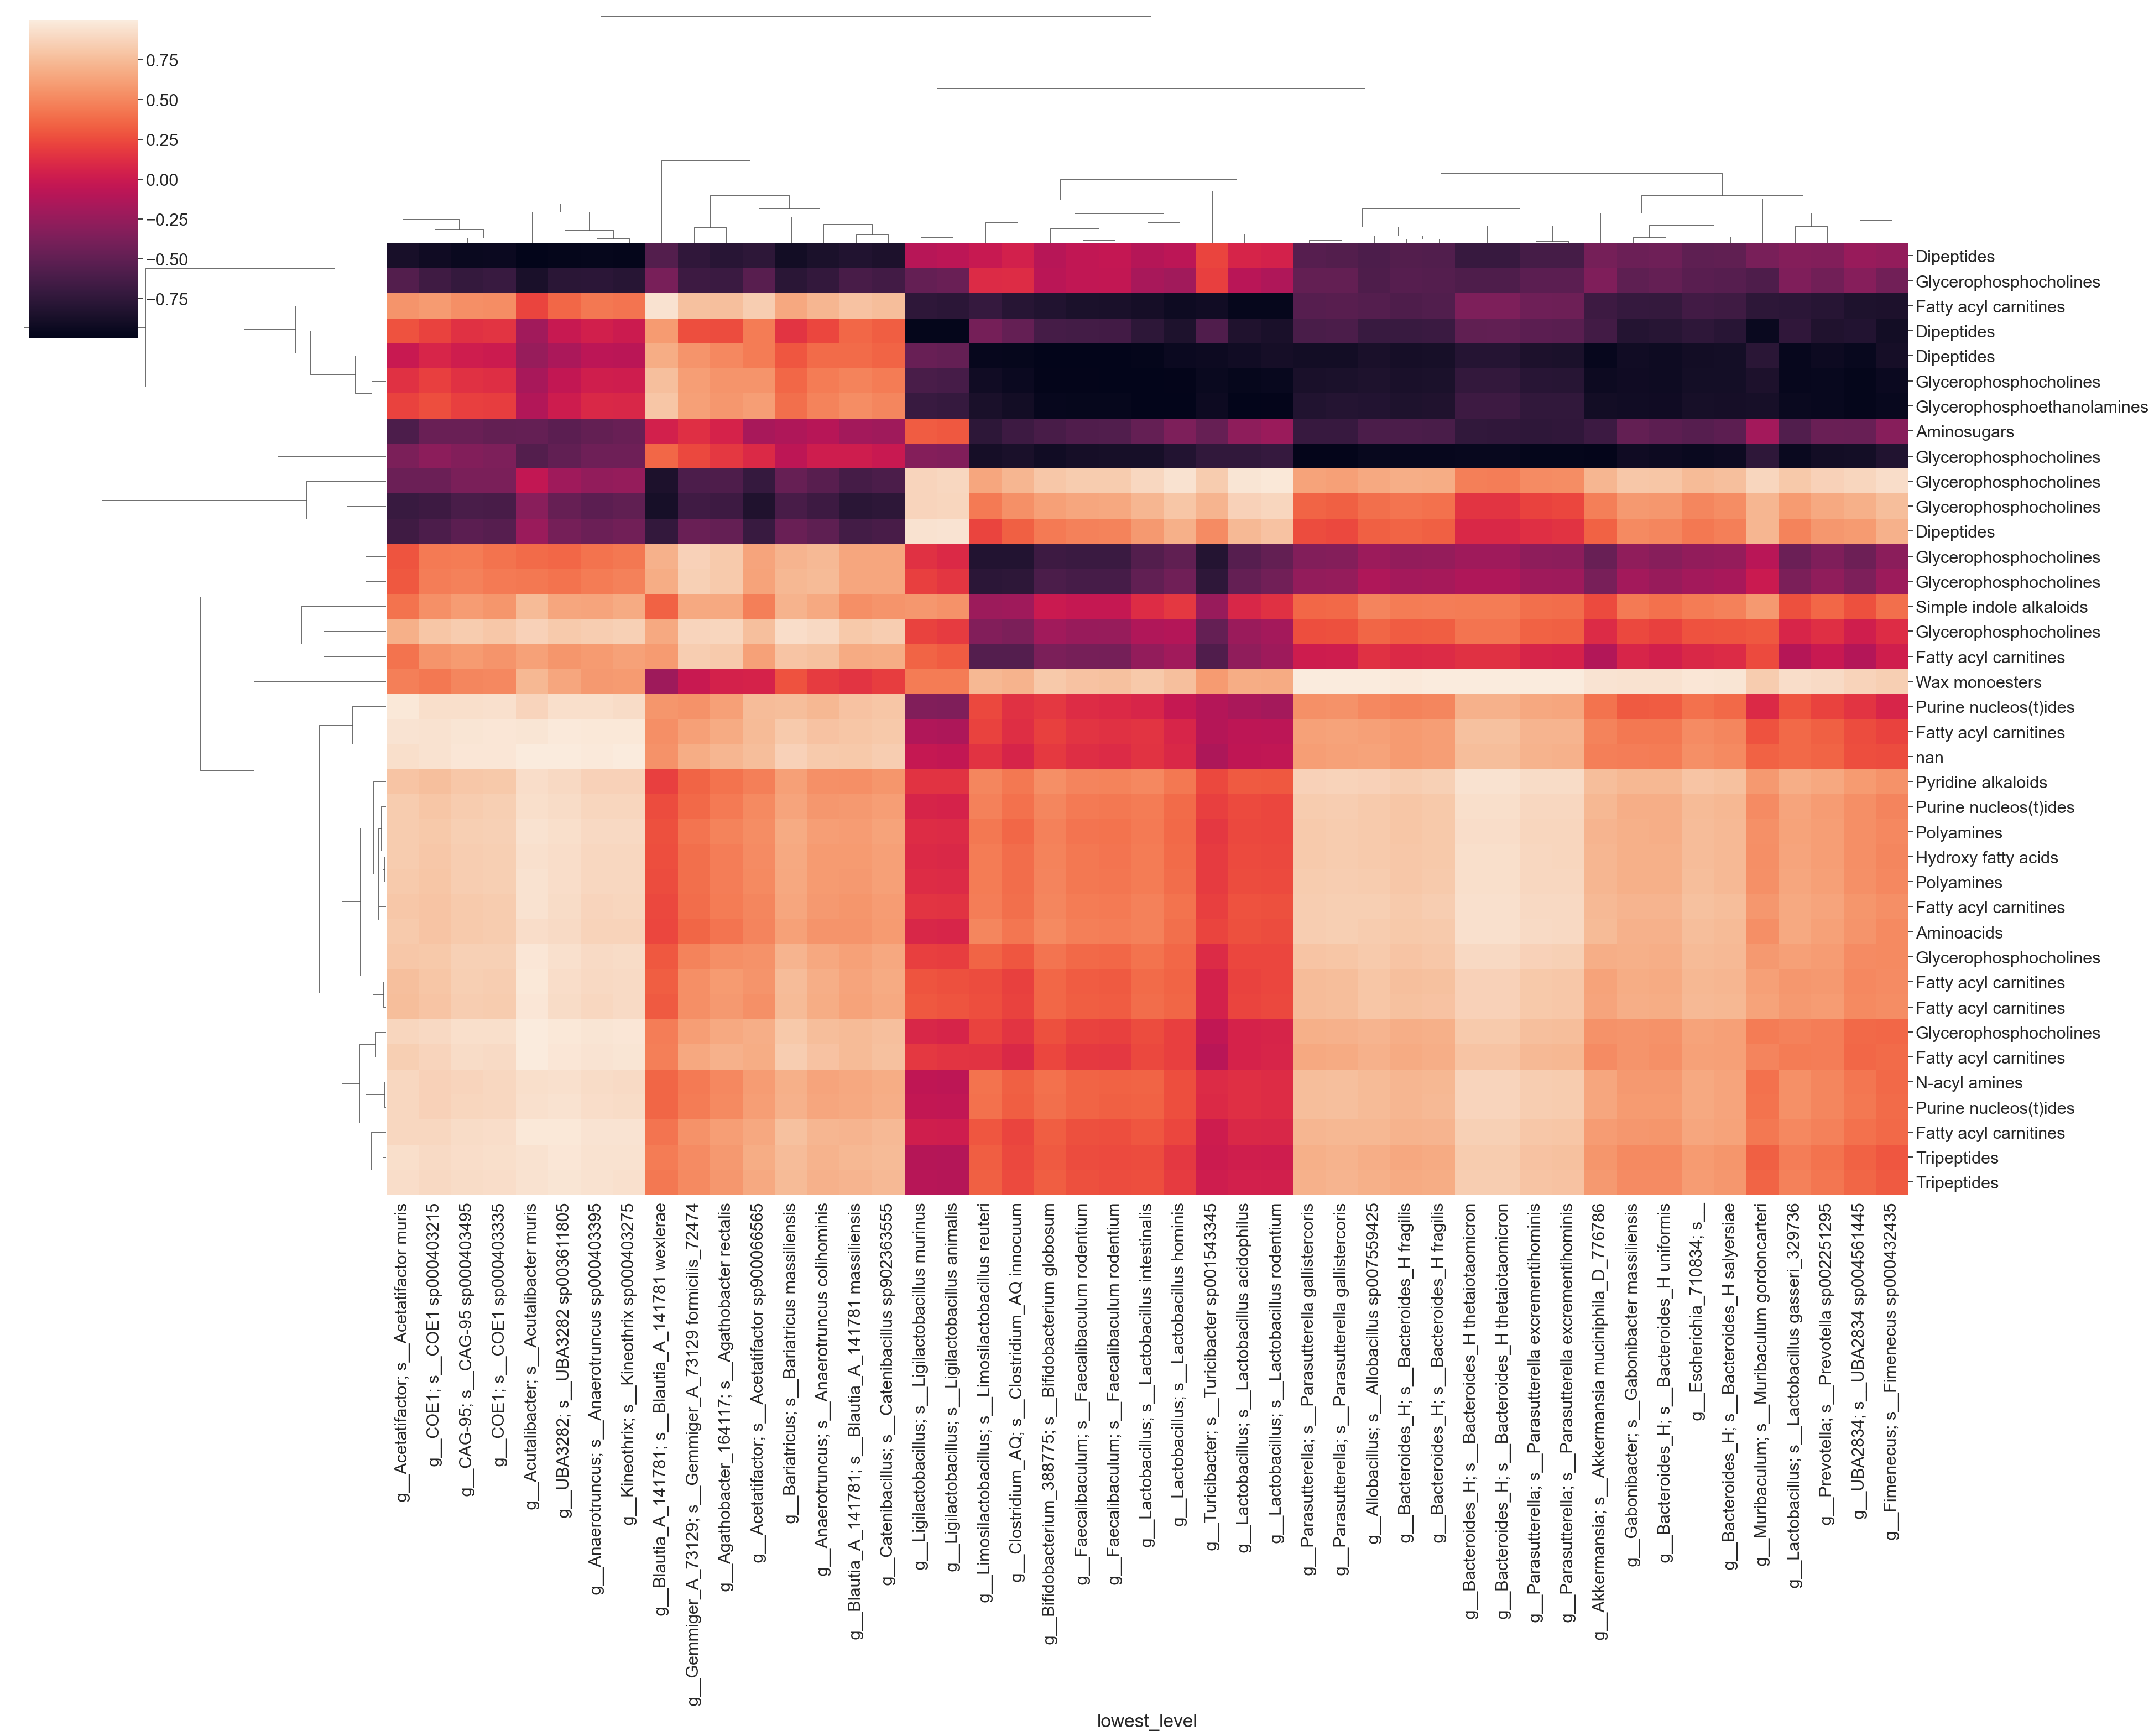 0.75
0.50
0.25
0.00
−0.25
−0.50
−0.75
Dipeptides
Glycerophosphocholines
Fatty acyl carnitines
Dipeptides
Dipeptides
Glycerophosphocholines
Glycerophosphoethanolamines
Aminosugars
Glycerophosphocholines
Glycerophosphocholines
Glycerophosphocholines
Dipeptides
Glycerophosphocholines
Glycerophosphocholines
Simple indole alkaloids
Glycerophosphocholines
Fatty acyl carnitines
Wax monoesters
Purine nucleos(t)ides
Fatty acyl carnitines
nan
Pyridine alkaloids
Purine nucleos(t)ides
Polyamines
Hydroxy fatty acids
Polyamines
Fatty acyl carnitines
Aminoacids
Glycerophosphocholines
Fatty acyl carnitines
Fatty acyl carnitines
Glycerophosphocholines
Fatty acyl carnitines
N-acyl amines
Purine nucleos(t)ides
Fatty acyl carnitines
Tripeptides
Tripeptides
g__Acetatifactor; s__Acetatifactor muris
g__COE1; s__COE1 sp000403215
g__CAG-95; s__CAG-95 sp000403495
g__COE1; s__COE1 sp000403335
g__Acutalibacter; s__Acutalibacter muris
g__UBA3282; s__UBA3282 sp003611805
g__Anaerotruncus; s__Anaerotruncus sp000403395
g__Kineothrix; s__Kineothrix sp000403275
g__Blautia_A_141781; s__Blautia_A_141781 wexlerae
g__Gemmiger_A_73129; s__Gemmiger_A_73129 formicilis_72474
g__Agathobacter_164117; s__Agathobacter rectalis
g__Acetatifactor; s__Acetatifactor sp900066565
g__Bariatricus; s__Bariatricus massiliensis
g__Anaerotruncus; s__Anaerotruncus colihominis
g__Blautia_A_141781; s__Blautia_A_141781 massiliensis
g__Catenibacillus; s__Catenibacillus sp902363555
g__Ligilactobacillus; s__Ligilactobacillus murinus
g__Ligilactobacillus; s__Ligilactobacillus animalis
g__Limosilactobacillus; s__Limosilactobacillus reuteri
g__Clostridium_AQ; s__Clostridium_AQ innocuum
g__Bifidobacterium_388775; s__Bifidobacterium globosum
g__Faecalibaculum; s__Faecalibaculum rodentium
g__Faecalibaculum; s__Faecalibaculum rodentium
g__Lactobacillus; s__Lactobacillus intestinalis
g__Lactobacillus; s__Lactobacillus hominis
g__Turicibacter; s__Turicibacter sp001543345
g__Lactobacillus; s__Lactobacillus acidophilus
g__Lactobacillus; s__Lactobacillus rodentium
g__Parasutterella; s__Parasutterella gallistercoris
g__Parasutterella; s__Parasutterella gallistercoris
g__Allobacillus; s__Allobacillus sp007559425
g__Bacteroides_H; s__Bacteroides_H fragilis
g__Bacteroides_H; s__Bacteroides_H fragilis
g__Bacteroides_H; s__Bacteroides_H thetaiotaomicron
g__Bacteroides_H; s__Bacteroides_H thetaiotaomicron
g__Parasutterella; s__Parasutterella excrementihominis
g__Parasutterella; s__Parasutterella excrementihominis
g__Akkermansia; s__Akkermansia muciniphila_D_776786
g__Gabonibacter; s__Gabonibacter massiliensis
g__Bacteroides_H; s__Bacteroides_H uniformis
g__Escherichia_710834; s__
g__Bacteroides_H; s__Bacteroides_H salyersiae
g__Muribaculum; s__Muribaculum gordoncarteri
g__Lactobacillus; s__Lactobacillus gasseri_329736
g__Prevotella; s__Prevotella sp002251295
g__UBA2834; s__UBA2834 sp004561445
g__Fimenecus; s__Fimenecus sp000432435
lowest_level